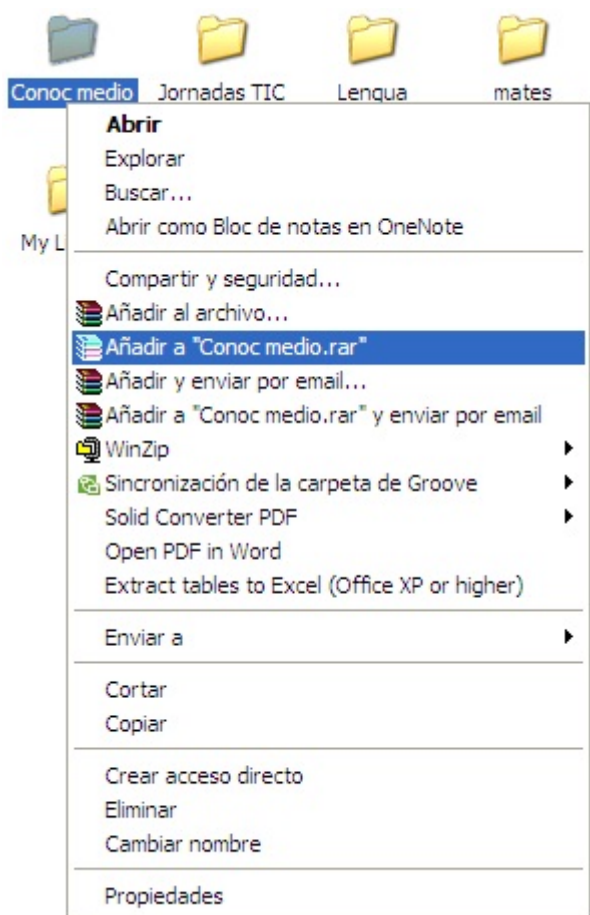 Conoc medio Jornadas TIC Lengua mates
My Li
Abrir
Explorar
Buscar...
Abrir como Bloc de notas en OneNote
Compartir y seguridad...
Añadir al archivo...
Añadir a "Conoc medio.rar"
Añadir y enviar por email...
Añadir a "Conoc medio.rar" y enviar por email
WinZip
Sincronización de la carpeta de Groove
Solid Converter PDF
Open PDF in Word
Extract tables to Excel (Office XP or higher)
Enviar a
Cortar
Copiar
Crear acceso directo
Eliminar
Cambiar nombre
Propiedades